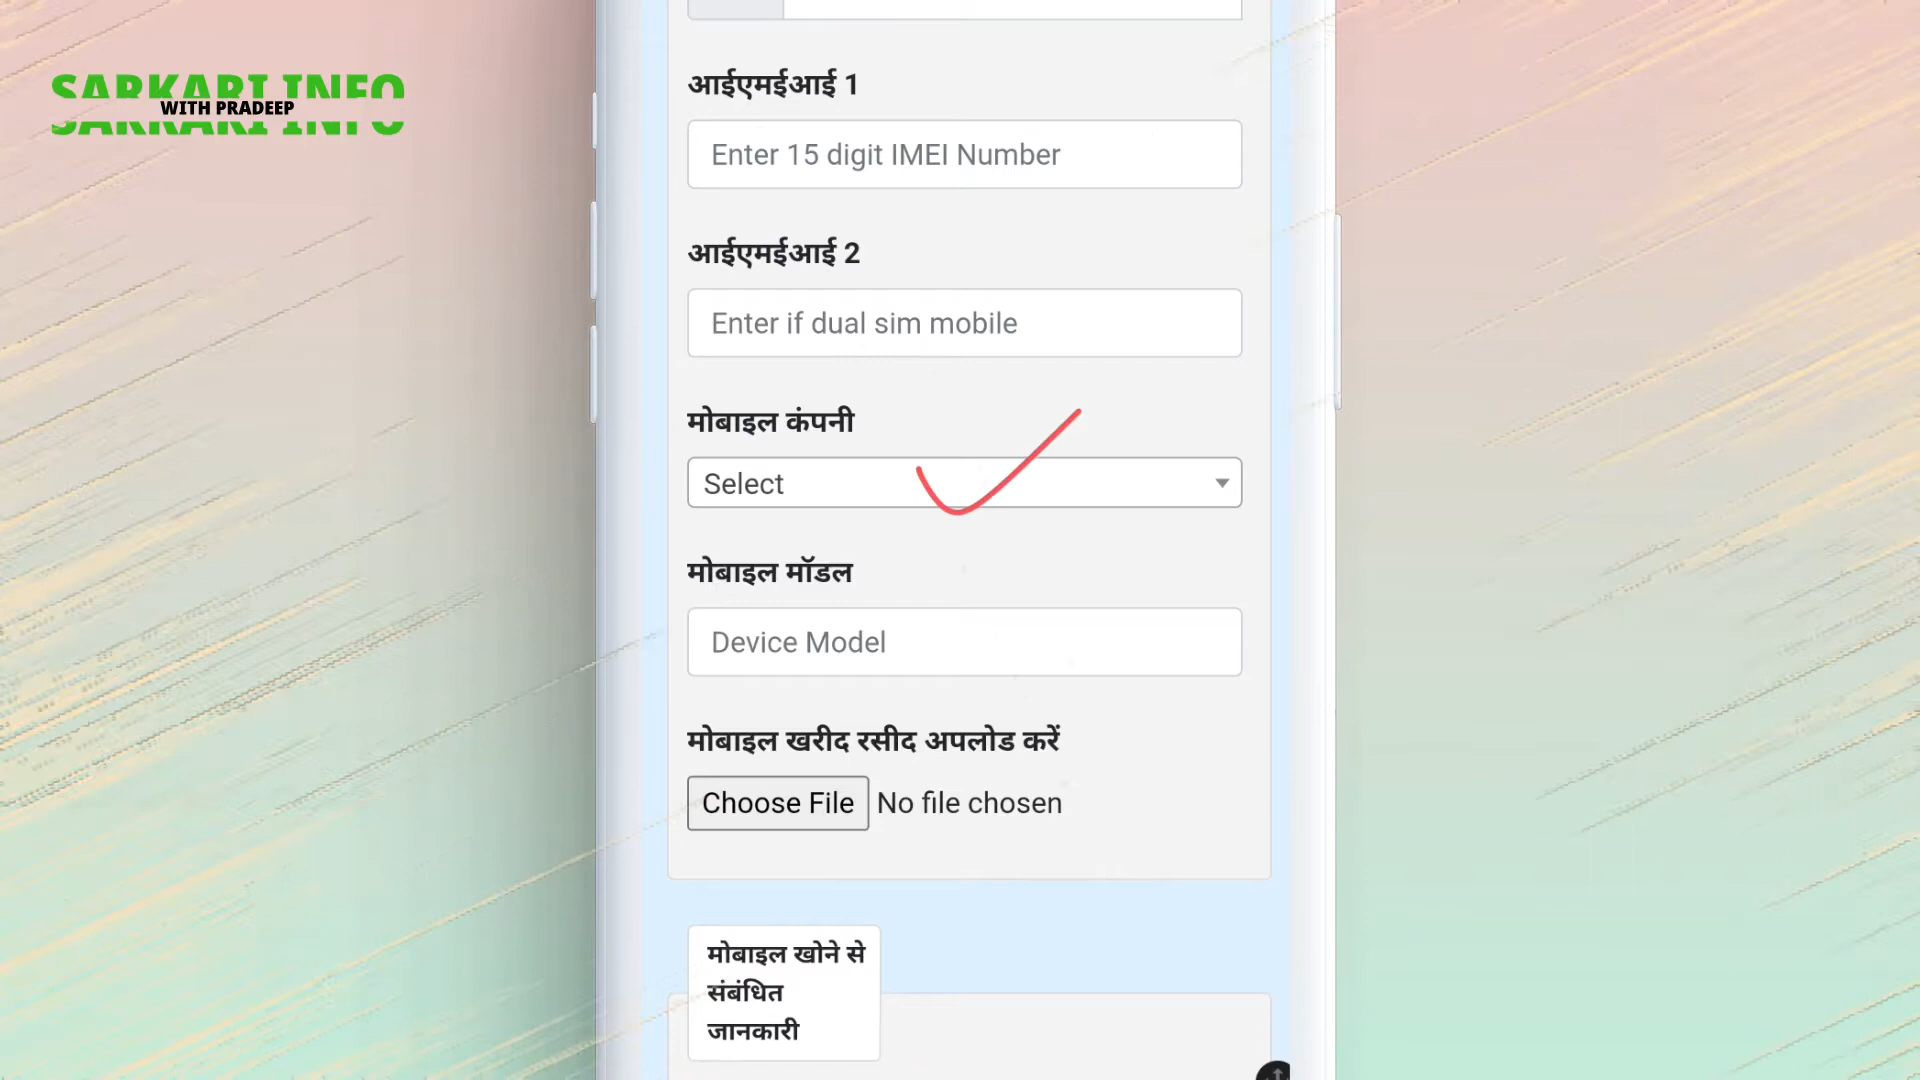 SARKARI INFO
WITH PRADEEP
आईएमईआई 1
Enter 15 digit IMEI Number
आईएमईआई 2
Enter if dual sim mobile
मोबाइल कंपनी
Select
मोबाइल मॉडल
Device Model
मोबाइल खरीद रसीद अपलोड करें
Choose File No file chosen
मोबाइल खोने से
संबंधित
जानकारी